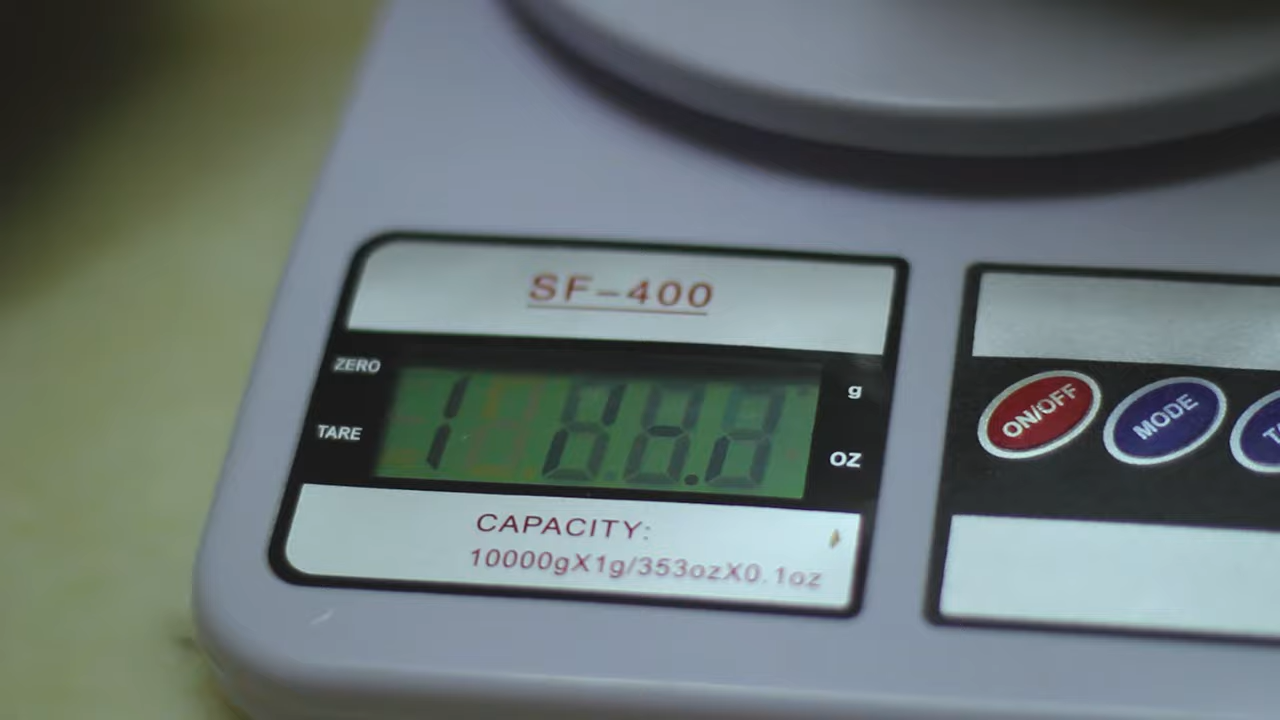 SF-400
ZERO
g
TARE
OZ
CAPACITY:
10000gX1g/353ozX0.1oz
ON/OFF
MODE